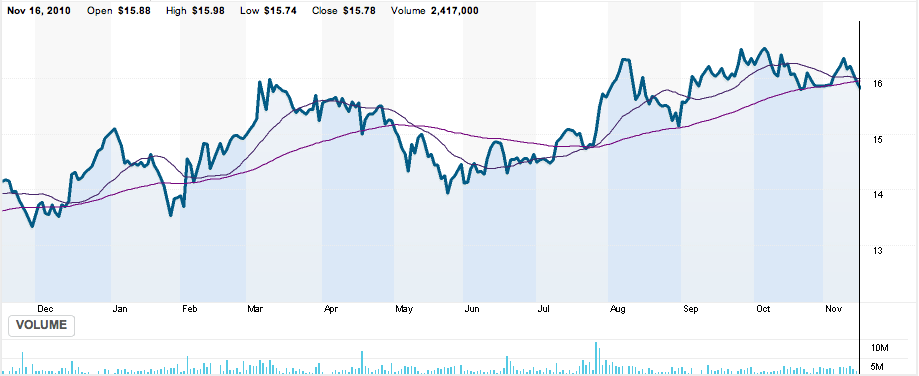 Nov 16, 2010 Open $15.88 High $15.98 Low $15.74 Close $15.78 Volume 2,417,000
16
15
14
13
Dec Jan Feb Mar Apr May Jun Jul Aug Sep Oct Nov
VOLUME
10M
5M